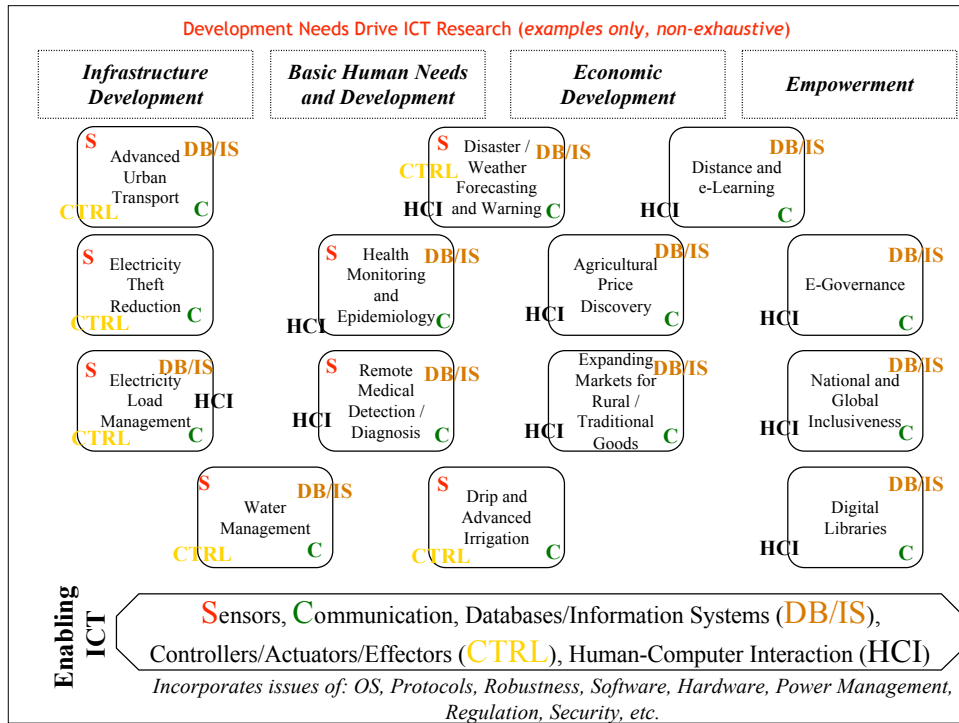 Development Needs Drive ICT Research (examples only, non-exhaustive)
Infrastructure
Development
Basic Human Needs
and Development
Economic
Development
Empowerment
S
DB/IS
Advanced
Urban
Transport
CTRL
C
S
DB/IS
Disaster /
Weather
Forecasting
and Warning
CTRL
HCI
C
DB/IS
Distance and
e-Learning
HCI
C
S
Electricity
Theft
Reduction
CTRL
C
S
DB/IS
Health
Monitoring
and
Epidemiology
HCI
C
DB/IS
Agricultural
Price
Discovery
HCI
C
DB/IS
E-Governance
HCI
C
S
DB/IS
Electricity
Load
Management
HCI
CTRL
C
S
DB/IS
Remote
Medical
Detection /
Diagnosis
HCI
C
DB/IS
Expanding
Markets for
Rural /
Traditional
Goods
HCI
C
DB/IS
National and
Global
Inclusiveness
HCI
C
S
DB/IS
Water
Management
CTRL
C
S
Drip and
Advanced
Irrigation
CTRL
C
DB/IS
Digital
Libraries
HCI
C
Enabling
ICT
Sensors, Communication, Databases/Information Systems (DB/IS),
Controllers/Actuators/Effectors (CTRL), Human-Computer Interaction (HCI)
Incorporates issues of: OS, Protocols, Robustness, Software, Hardware, Power Management,
Regulation, Security, etc.